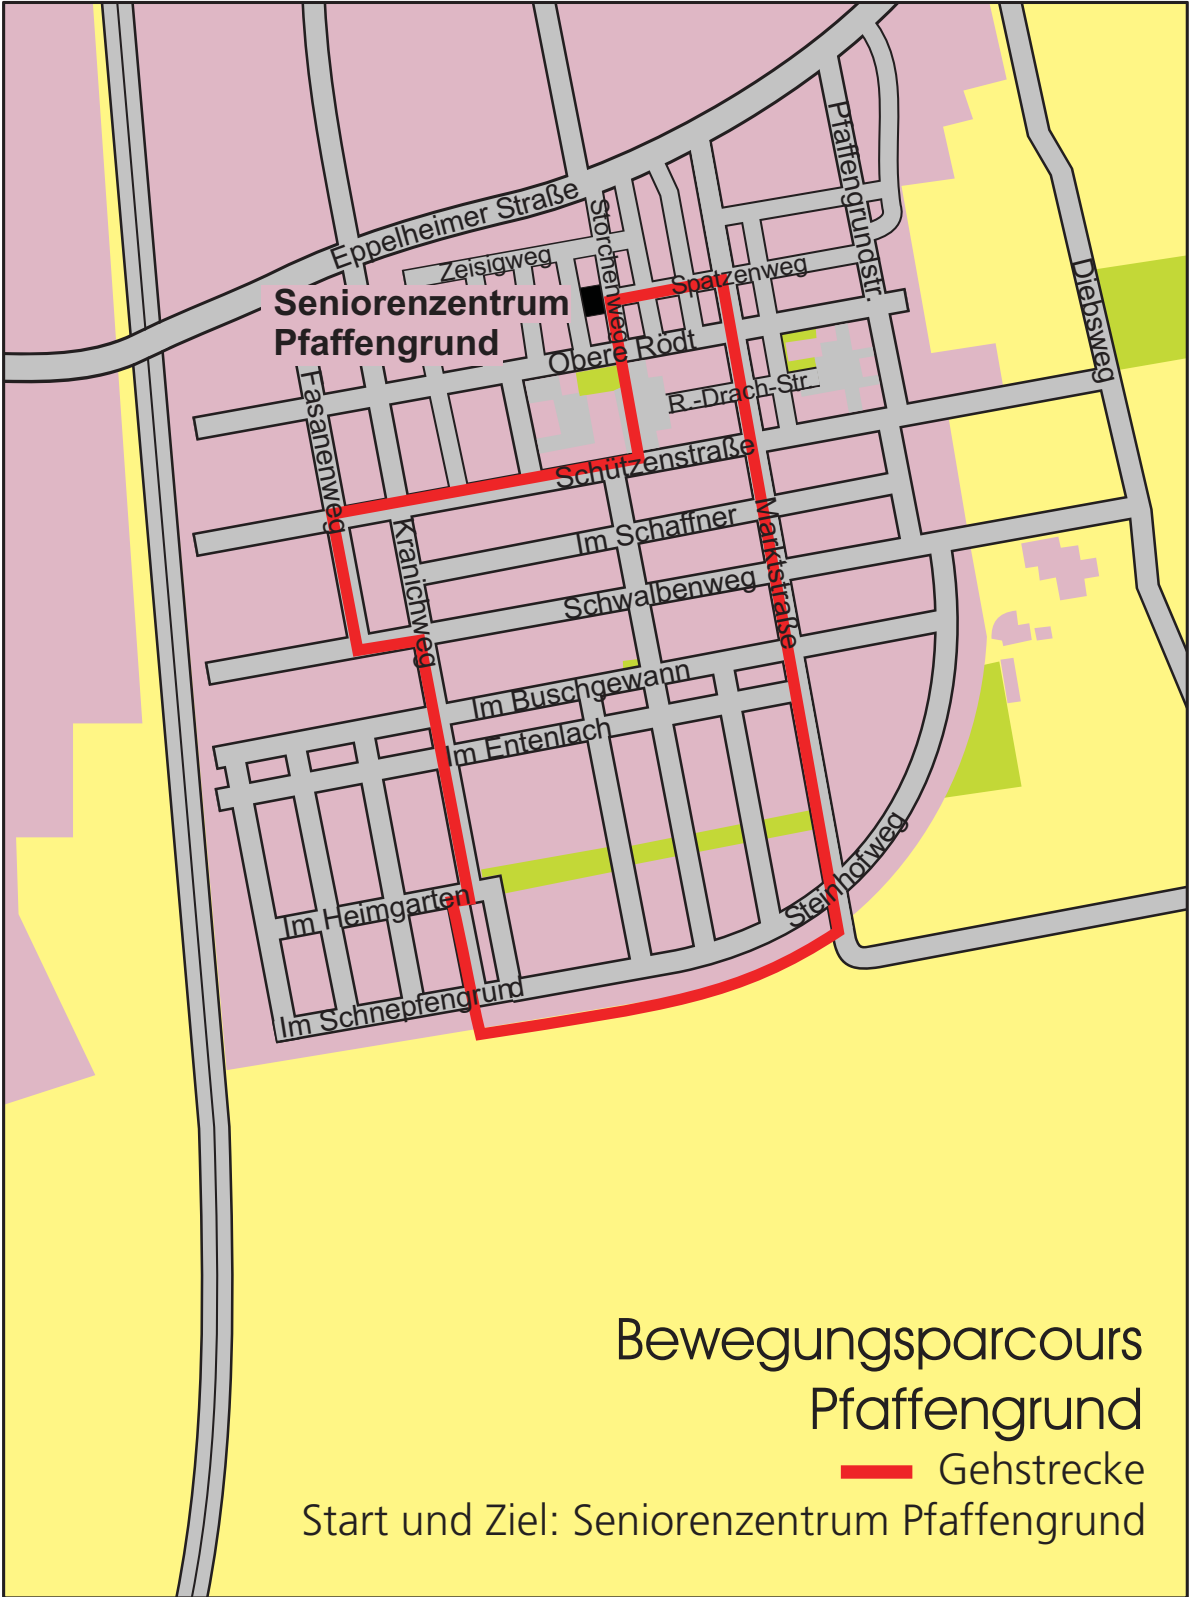 Pfaffengrundstr.
Eppelheimer Straße
Storchenweg
Zeisigweg
Spatzenweg
Diebsweg
Seniorenzentrum
Pfaffengrund
Obere Rödt
Fasanenweg
R.-Drach-Str.
Schützenstraße
Kranichweg
Im Schaffner
Marktstraße
Schwalbenweg
Im Buschgewann
Im Entenlach
Steinhofweg
Im Heimgarten
Im Schnepfengrund
Bewegungsparcours
Pfaffengrund
Gehstrecke
Start und Ziel: Seniorenzentrum Pfaffengrund